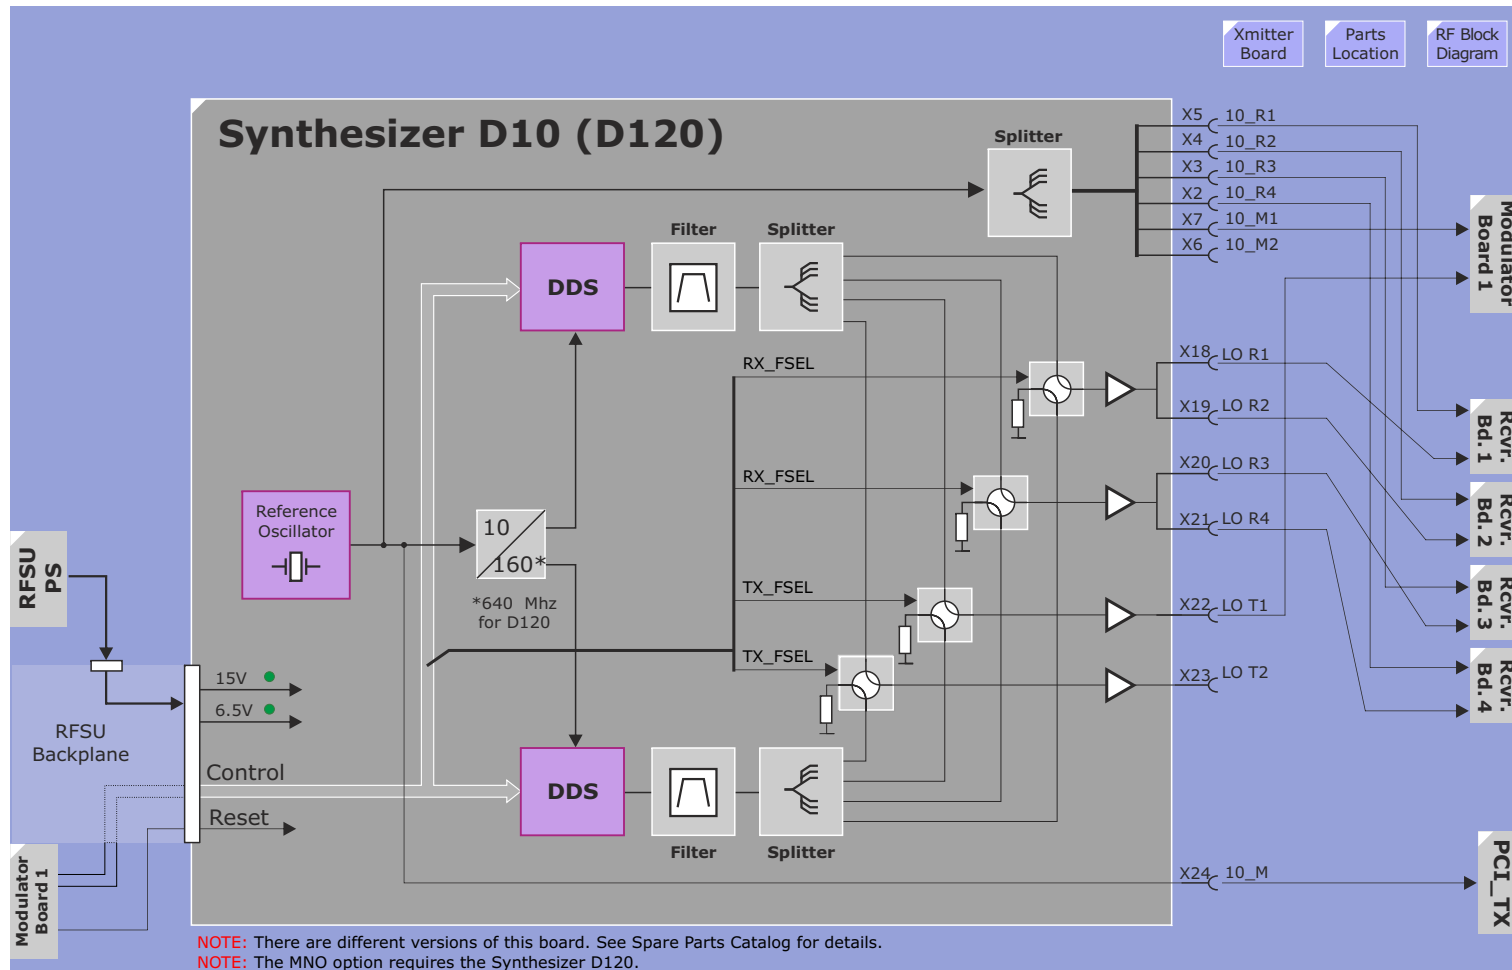 Xmitter
Board
Parts
Location
RF Block
Diagram
Synthesizer D10 (D120)
Splitter
X5 10_R1
X4 10_R2
X3 10_R3
X2 10_R4
X7 10_M1
X6 10_M2
Modulator
Board 1
Filter
Splitter
DDS
RX_FSEL
X18 LO R1
X19 LO R2
Rcvr.
Bd. 1
RX_FSEL
X20 LO R3
X21 LO R4
Rcvr.
Bd. 2
Reference
Oscillator
10
160*
*640 Mhz
for D120
RFSU
PS
TX_FSEL
X22 LO T1
Rcvr.
Bd. 3
TX_FSEL
X23 LO T2
Rcvr.
Bd. 4
15V
6.5V
RFSU
Backplane
Control
Reset
DDS
Filter
Splitter
Modulator
Board 1
X24 10_M
PCI_TX
NOTE: There are different versions of this board. See Spare Parts Catalog for details.
NOTE: The MNO option requires the Synthesizer D120.